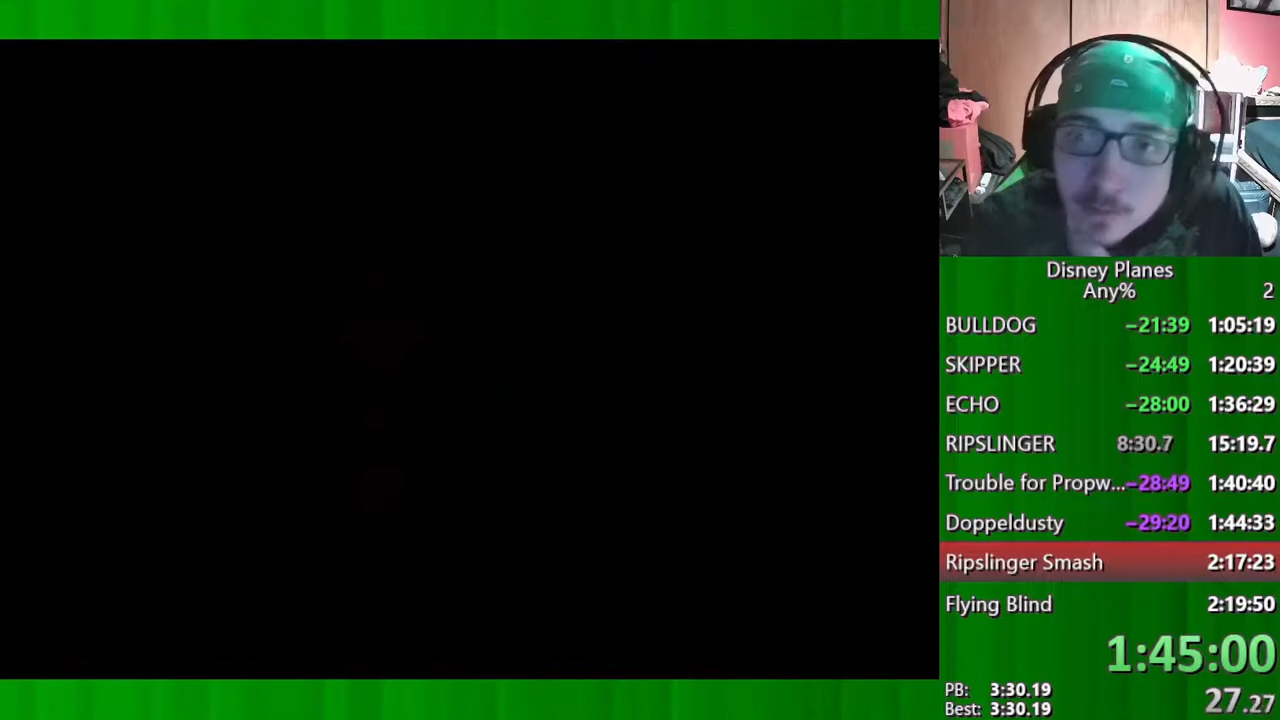 Disney Planes
Any% 2
BULLDOG -21:39 1:05:19
SKIPPER -24:49 1:20:39
ECHO -28:00 1:36:29
RIPSLINGER 8:30.7 15:19.7
Trouble for Propw... -28:49 1:40:40
Doppeldusty -29:20 1:44:33
Ripslinger Smash 2:17:23
Flying Blind 2:19:50
1:45:00
PB: 3:30.19
Best: 3:30.19
27.27